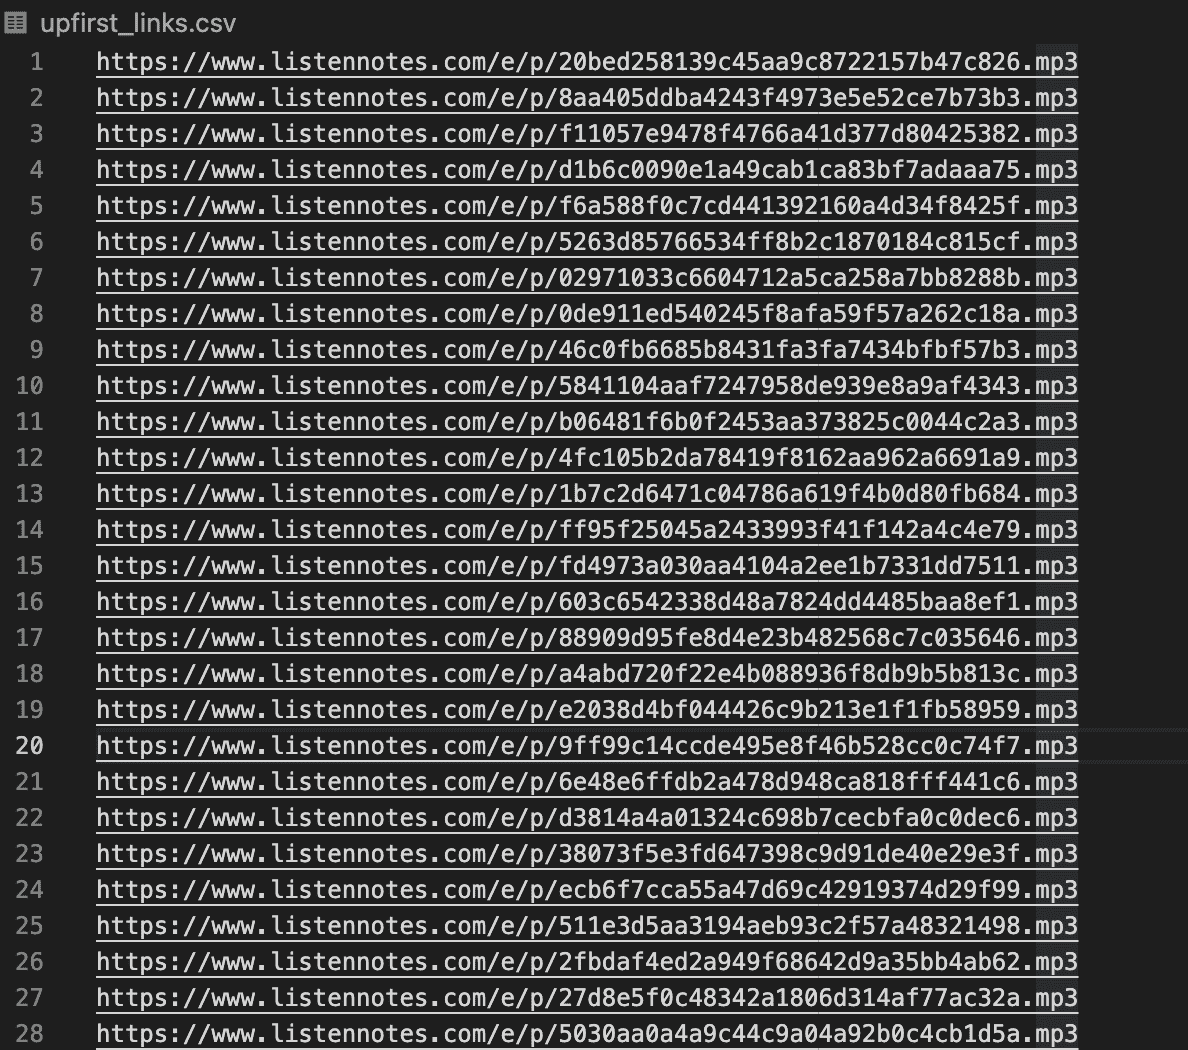 upfirst_links.csv
1 https://www.listennotes.com/e/p/20bed258139c45aa9c8722157b47c826.mp3
2 https://www.listennotes.com/e/p/8aa405ddba4243f4973e5e52ce7b73b3.mp3
3 https://www.listennotes.com/e/p/f11057e9478f4766a41d377d80425382.mp3
4 https://www.listennotes.com/e/p/d1b6c0090e1a49cab1ca83bf7adaaa75.mp3
5 https://www.listennotes.com/e/p/f6a588f0c7cd441392160a4d34f8425f.mp3
6 https://www.listennotes.com/e/p/5263d85766534ff8b2c1870184c815cf.mp3
7 https://www.listennotes.com/e/p/02971033c6604712a5ca258a7bb8288b.mp3
8 https://www.listennotes.com/e/p/0de911ed540245f8afa59f57a262c18a.mp3
9 https://www.listennotes.com/e/p/46c0fb6685b8431fa3fa7434bfbf57b3.mp3
10 https://www.listennotes.com/e/p/5841104aaf7247958de939e8a9af4343.mp3
11 https://www.listennotes.com/e/p/b06481f6b0f2453aa373825c0044c2a3.mp3
12 https://www.listennotes.com/e/p/4fc105b2da78419f8162aa962a6691a9.mp3
13 https://www.listennotes.com/e/p/1b7c2d6471c04786a619f4b0d80fb684.mp3
14 https://www.listennotes.com/e/p/ff95f25045a2433993f41f142a4c4e79.mp3
15 https://www.listennotes.com/e/p/fd4973a030aa4104a2ee1b7331dd7511.mp3
16 https://www.listennotes.com/e/p/603c6542338d48a7824dd4485baa8ef1.mp3
17 https://www.listennotes.com/e/p/88909d95fe8d4e23b482568c7c035646.mp3
18 https://www.listennotes.com/e/p/a4abd720f22e4b088936f8db9b5b813c.mp3
19 https://www.listennotes.com/e/p/e2038d4bf044426c9b213e1f1fb58959.mp3
20 https://www.listennotes.com/e/p/9ff99c14ccde495e8f46b528cc0c74f7.mp3
21 https://www.listennotes.com/e/p/6e48e6ffdb2a478d948ca818fff441c6.mp3
22 https://www.listennotes.com/e/p/d3814a4a01324c698b7cecbfa0c0dec6.mp3
23 https://www.listennotes.com/e/p/38073f5e3fd647398c9d91de40e29e3f.mp3
24 https://www.listennotes.com/e/p/ecb6f7cca55a47d69c42919374d29f99.mp3
25 https://www.listennotes.com/e/p/511e3d5aa3194aeb93c2f57a48321498.mp3
26 https://www.listennotes.com/e/p/2fbdaf4ed2a949f68642d9a35bb4ab62.mp3
27 https://www.listennotes.com/e/p/27d8e5f0c48342a1806d314af77ac32a.mp3
28 https://www.listennotes.com/e/p/5030aa0a4a9c44c9a04a92b0c4cb1d5a.mp3